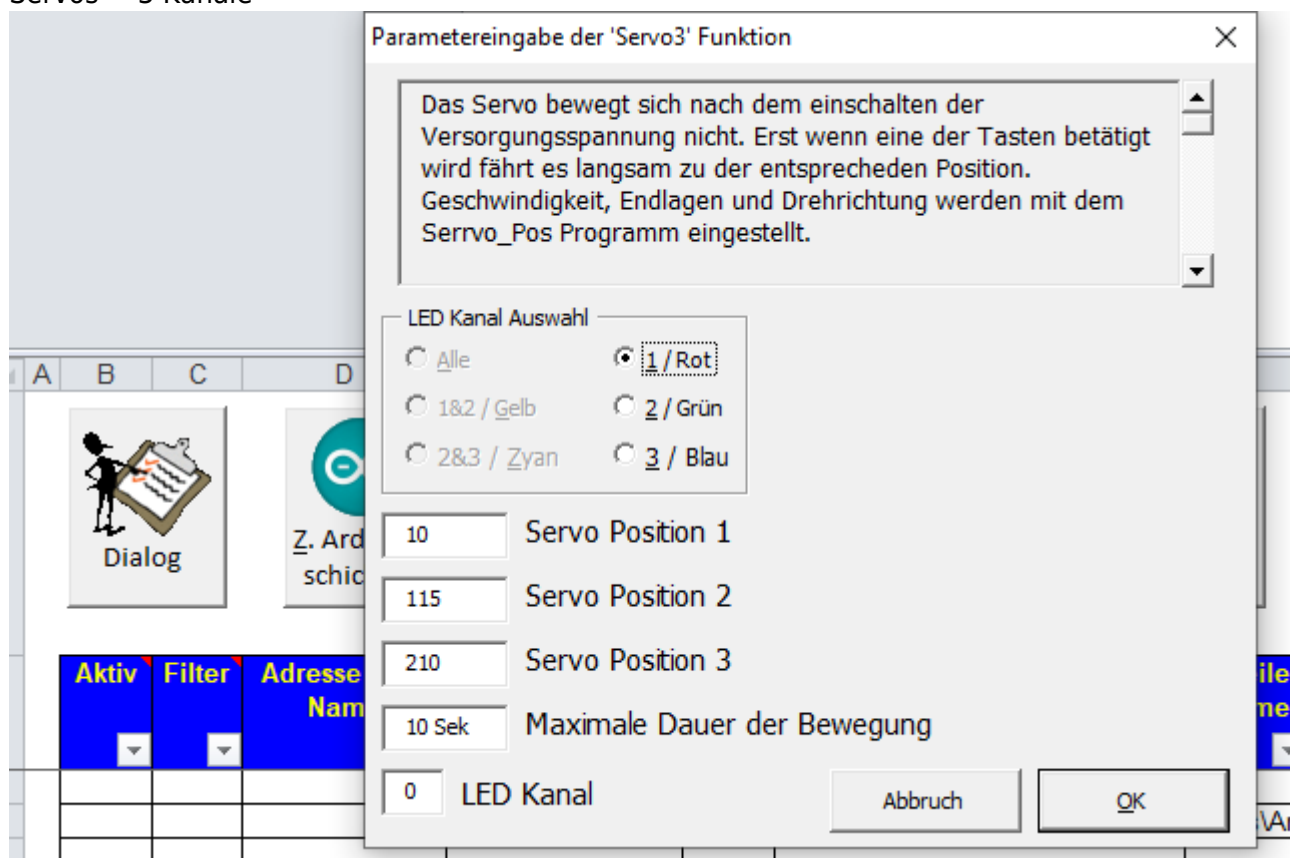 Parametereingabe der 'Servo3' Funktion
Das Servo bewegt sich nach dem einschalten der
Versorgungsspannung nicht. Erst wenn eine der Tasten betätigt
wird fährt es langsam zu der entsprecheden Position.
Geschwindigkeit, Endlagen und Drehrichtung werden mit dem
Serrvo_Pos Programm eingestellt.
LED Kanal Auswahl
Alle
1 / Rot
1&2 / Gelb
2 / Grün
2&3 / Zyan
3 / Blau
10 Servo Position 1
115 Servo Position 2
210 Servo Position 3
10 Sek Maximale Dauer der Bewegung
0 LED Kanal
Abbruch
OK
A B C D
Dialog
Z. Ard
schic
Aktiv Filter Adresse
Nam